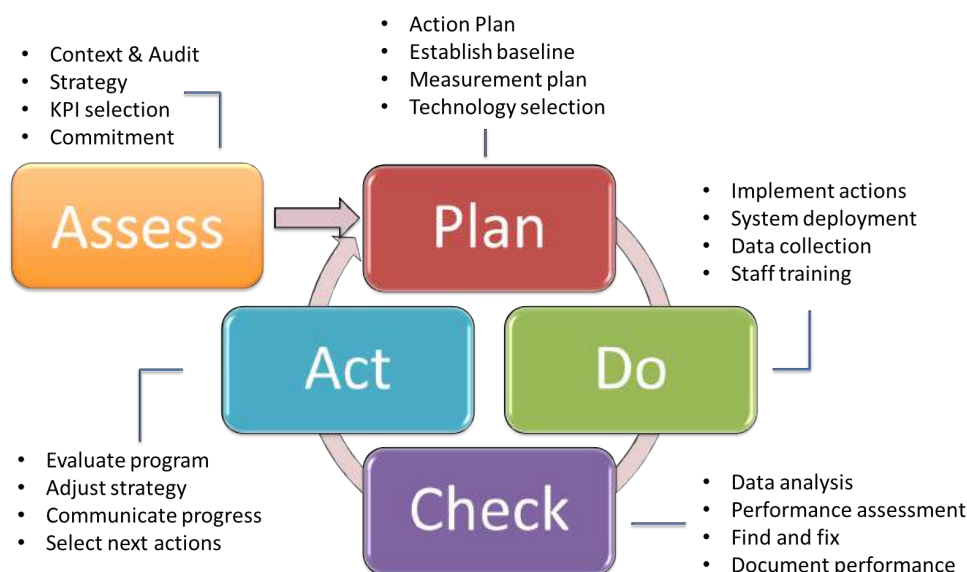 • Context & Audit
• Strategy
• KPI selection
• Commitment
Assess
• Action Plan
• Establish baseline
• Measurement plan
• Technology selection
Plan
• Implement actions
• System deployment
• Data collection
• Staff training
Do
Act
• Evaluate program
• Adjust strategy
• Communicate progress
• Select next actions
Check
• Data analysis
• Performance assessment
• Find and fix
• Document performance